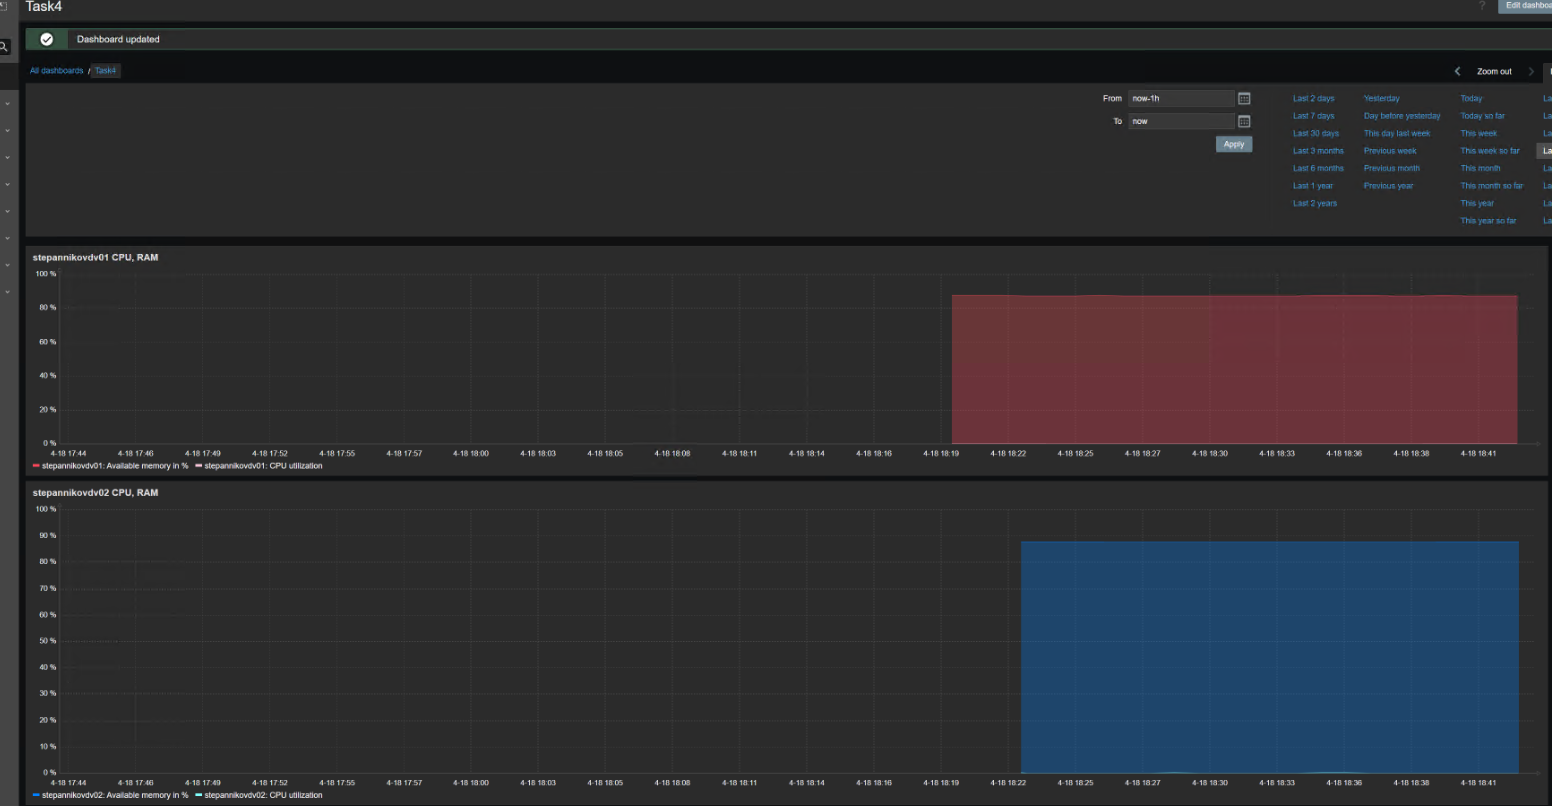 Task4
? Edit dashboa
Dashboard updated
All dashboards / Task4
Zoom out
From now-1h
To now
Apply
Last 2 days Yesterday Today La
Last 7 days Day before yesterday Today so far La
Last 30 days This day last week This week La
Last 3 months Previous week This week so far La
Last 6 months Previous month This month La
Last 1 year Previous year This month so far La
Last 2 years This year La
This year so far La
stepannikovdv01 CPU, RAM
100 %
80 %
60 %
40 %
20 %
0 %
4-18 17:44 4-18 17:46 4-18 17:49 4-18 17:52 4-18 17:55 4-18 17:57 4-18 18:00 4-18 18:03 4-18 18:05 4-18 18:08 4-18 18:11 4-18 18:14 4-18 18:16 4-18 18:19 4-18 18:22 4-18 18:25 4-18 18:27 4-18 18:30 4-18 18:33 4-18 18:36 4-18 18:38 4-18 18:41
stepannikovdv01: Available memory in % stepannikovdv01: CPU utilization
stepannikovdv02 CPU, RAM
100 %
90 %
80 %
70 %
60 %
50 %
40 %
30 %
20 %
10 %
0 %
4-18 17:44 4-18 17:46 4-18 17:49 4-18 17:52 4-18 17:55 4-18 17:57 4-18 18:00 4-18 18:03 4-18 18:05 4-18 18:08 4-18 18:11 4-18 18:14 4-18 18:16 4-18 18:19 4-18 18:22 4-18 18:25 4-18 18:27 4-18 18:30 4-18 18:33 4-18 18:36 4-18 18:38 4-18 18:41
stepannikovdv02: Available memory in % stepannikovdv02: CPU utilization